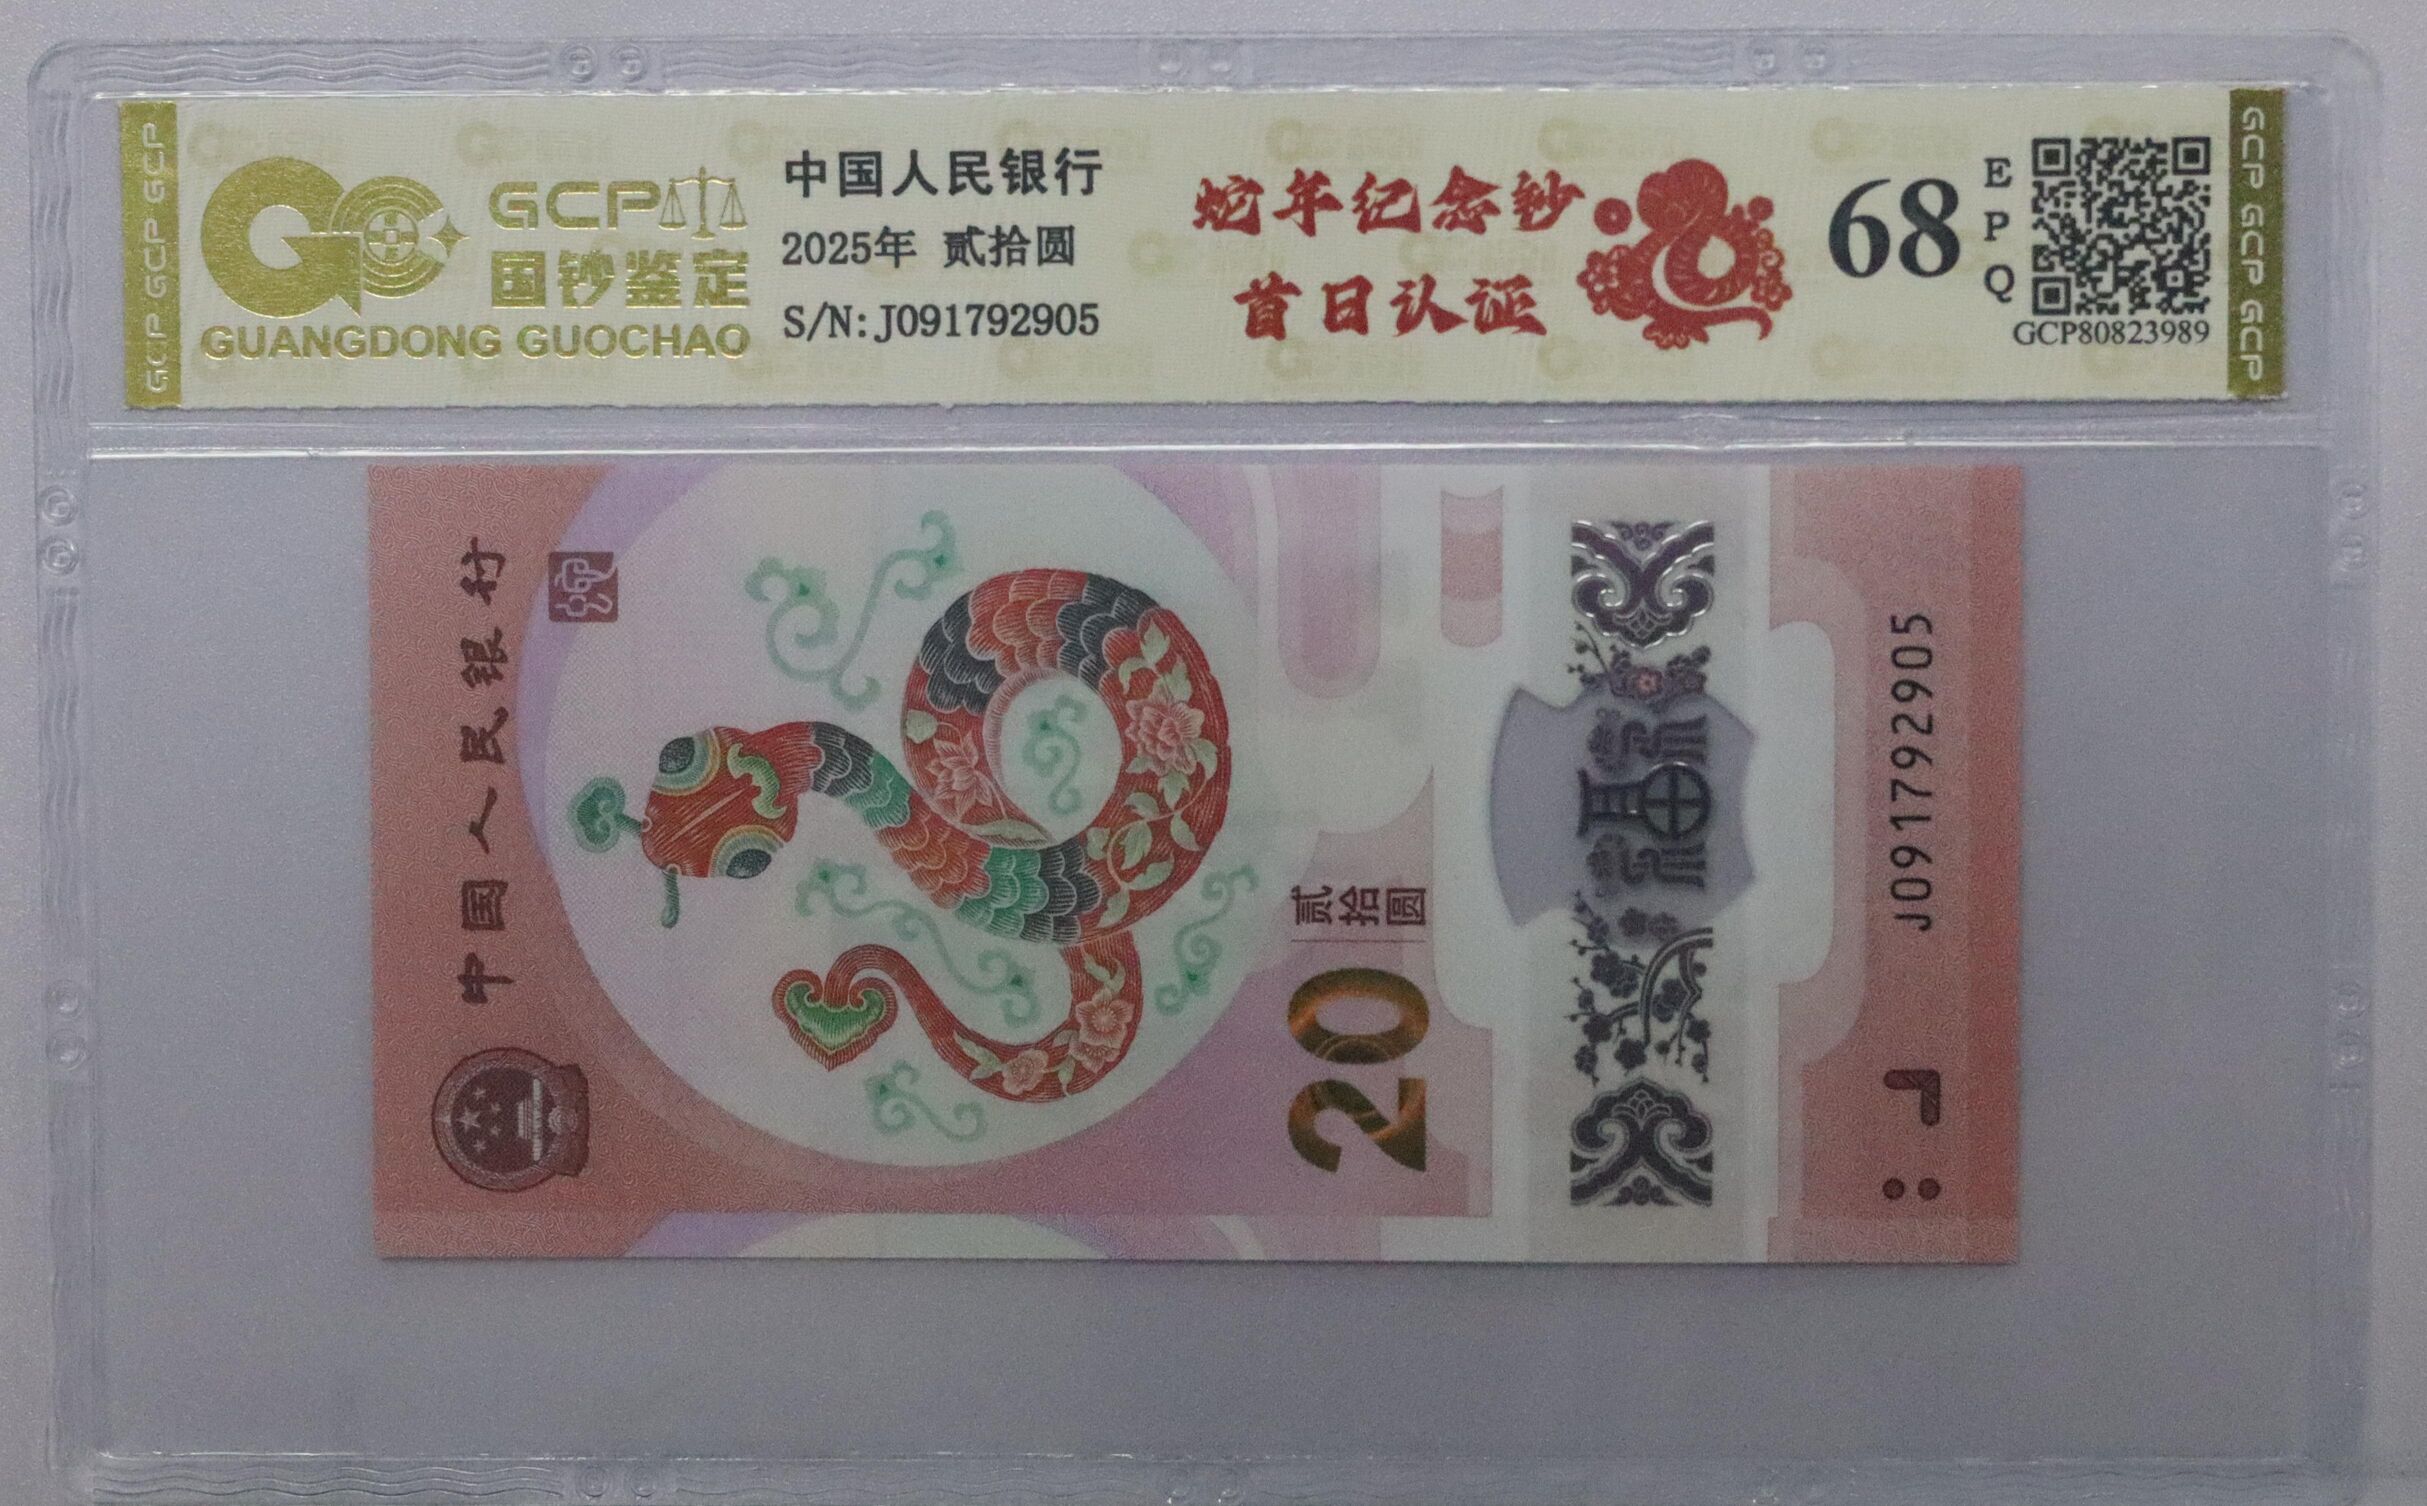 GCP GCP GCP
GCP
国钞鉴定
GUANGDONG GUOCHAO
中国人民银行
2025年 贰拾圆
S/N:J091792905
蛇年纪念钞
首日认证
68
EPQ
GCP80823989
GCP GCP GCP
中国人民银行
20
贰拾圆
福
J091792905